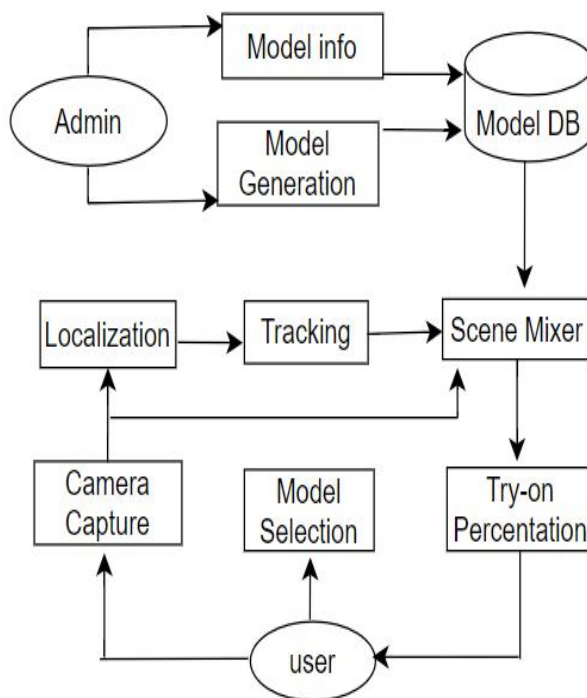 Model info
Admin
Model DB
Model
Generation
Localization
Tracking
Scene Mixer
Camera
Capture
Model
Selection
Try-on
Percentation
user